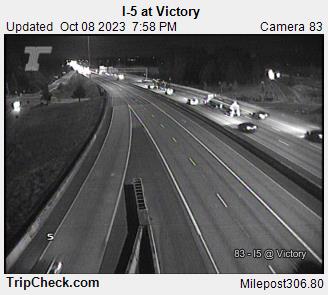 I-5 at Victory
Updated Oct 08 2023 7:58 PM Camera 83
T
5
83 - I5 @ Victory
TripCheck.com Milepost306.80